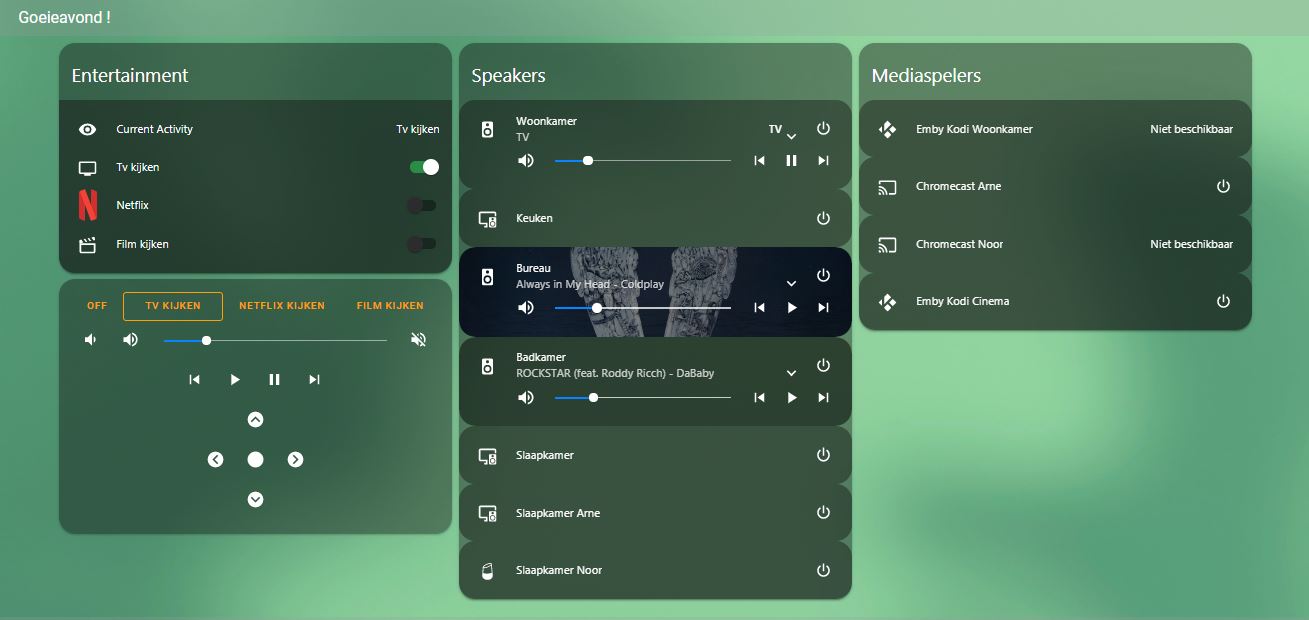 Goeieavond !
Entertainment
Current Activity
Tv kijken
Tv kijken
Netflix
Film kijken
OFF
TV KIJKEN
NETFLIX KIJKEN
FILM KIJKEN
Speakers
Woonkamer
TV
TV
Keuken
Bureau
Always in My Head - Coldplay
Badkamer
ROCKSTAR (feat. Roddy Ricch) - DaBaby
Slaapkamer
Slaapkamer Arne
Slaapkamer Noor
Mediaspelers
Emby Kodi Woonkamer
Niet beschikbaar
Chromecast Arne
Chromecast Noor
Niet beschikbaar
Emby Kodi Cinema